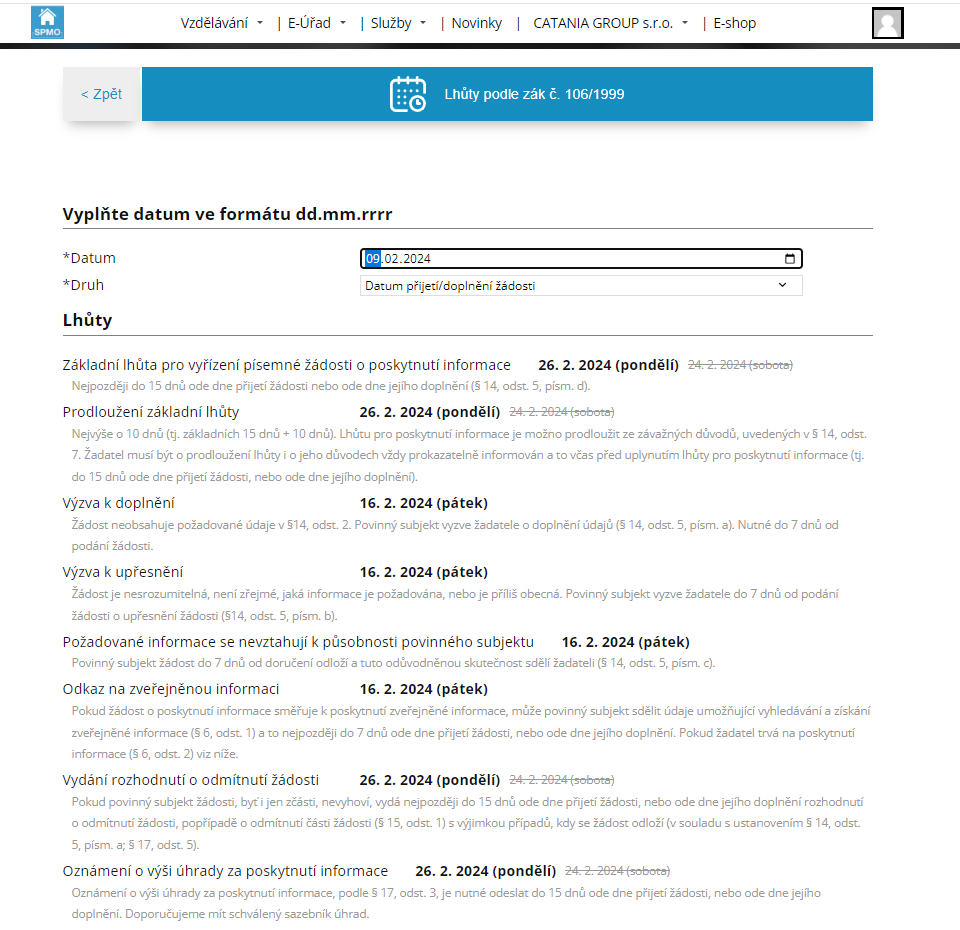 SPMO
Vzdělávání | E-Úřad | Služby | Novinky | CATANIA GROUP s.r.o. | E-shop
< Zpět
Lhůty podle zák č. 106/1999
Vyplňte datum ve formátu dd.mm.rrrr
*Datum 09.02.2024
*Druh Datum přijetí/doplnění žádosti
Lhůty
Základní lhůta pro vyřízení písemné žádosti o poskytnutí informace 26. 2. 2024 (pondělí) 24. 2. 2024 (sobota)
Nejpozději do 15 dnů ode dne přijetí žádosti nebo ode dne jejího doplnění (§ 14, odst. 5, písm. d).
Prodloužení základní lhůty 26. 2. 2024 (pondělí) 24. 2. 2024 (sobota)
Nejvýše o 10 dnů (tj. základních 15 dnů + 10 dnů). Lhůtu pro poskytnutí informace je možno prodloužit ze závažných důvodů, uvedených v § 14, odst.
7. Žadatel musí být o prodloužení lhůty i o jeho důvodech vždy prokazatelně informován a to včas před uplynutím lhůty pro poskytnutí informace (tj.
do 15 dnů ode dne přijetí žádosti, nebo ode dne jejího doplnění).
Výzva k doplnění 16. 2. 2024 (pátek)
Žádost neobsahuje požadované údaje v §14, odst. 2. Povinný subjekt vyzve žadatele o doplnění údajů (§ 14, odst. 5, písm. a). Nutné do 7 dnů od
podání žádosti.
Výzva k upřesnění 16. 2. 2024 (pátek)
Žádost je nesrozumitelná, není zřejmé, jaká informace je požadována, nebo je příliš obecná. Povinný subjekt vyzve žadatele do 7 dnů od podání
žádosti o upřesnění žádosti (§14, odst. 5, písm. b).
Požadované informace se nevztahují k působnosti povinného subjektu 16. 2. 2024 (pátek)
Povinný subjekt žádost do 7 dnů od doručení odloží a tuto odůvodněnou skutečnost sdělí žadateli (§ 14, odst. 5, písm. c).
Odkaz na zveřejněnou informaci 16. 2. 2024 (pátek)
Pokud žádost o poskytnutí informace směřuje k poskytnutí zveřejněné informace, může povinný subjekt sdělit údaje umožňující vyhledávání a získání
zveřejněné informace (§ 6, odst. 1) a to nejpozději do 7 dnů ode dne přijetí žádosti, nebo ode dne jejího doplnění. Pokud žadatel trvá na poskytnutí
informace (§ 6, odst. 2) viz níže.
Vydání rozhodnutí o odmítnutí žádosti 26. 2. 2024 (pondělí) 24. 2. 2024 (sobota)
Pokud povinný subjekt žádosti, byť i jen zčásti, nevyhoví, vydá nejpozději do 15 dnů ode dne přijetí žádosti, nebo ode dne jejího doplnění rozhodnutí
o odmítnutí žádosti, popřípadě o odmítnutí části žádosti (§ 15, odst. 1) s výjimkou případů, kdy se žádost odloží (v souladu s ustanovením § 14, odst.
5, písm. a; § 17, odst. 5).
Oznámení o výši úhrady za poskytnutí informace 26. 2. 2024 (pondělí) 24. 2. 2024 (sobota)
Oznámení o výši úhrady za poskytnutí informace, podle § 17, odst. 3, je nutné odeslat do 15 dnů ode dne přijetí žádosti, nebo ode dne jejího
doplnění. Doporučujeme mít schválený sazebník úhrad.